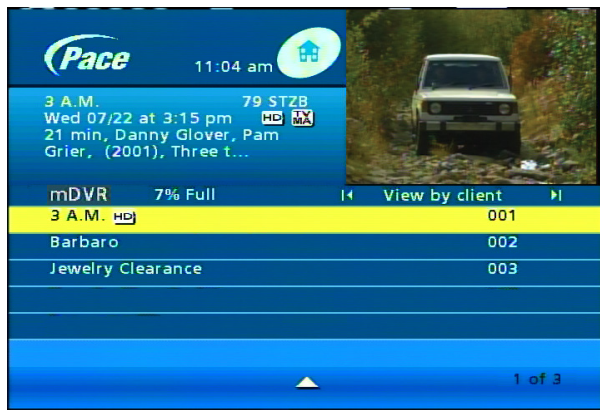 Pace
11:04 am
3 A.M. 79 STZB
Wed 07/22 at 3:15 pm HD TV MA
21 min, Danny Glover, Pam
Grier, (2001), Three t...
mDVR 7% Full View by client
3 A.M. HD 001
Barbaro 002
Jewelry Clearance 003
1 of 3